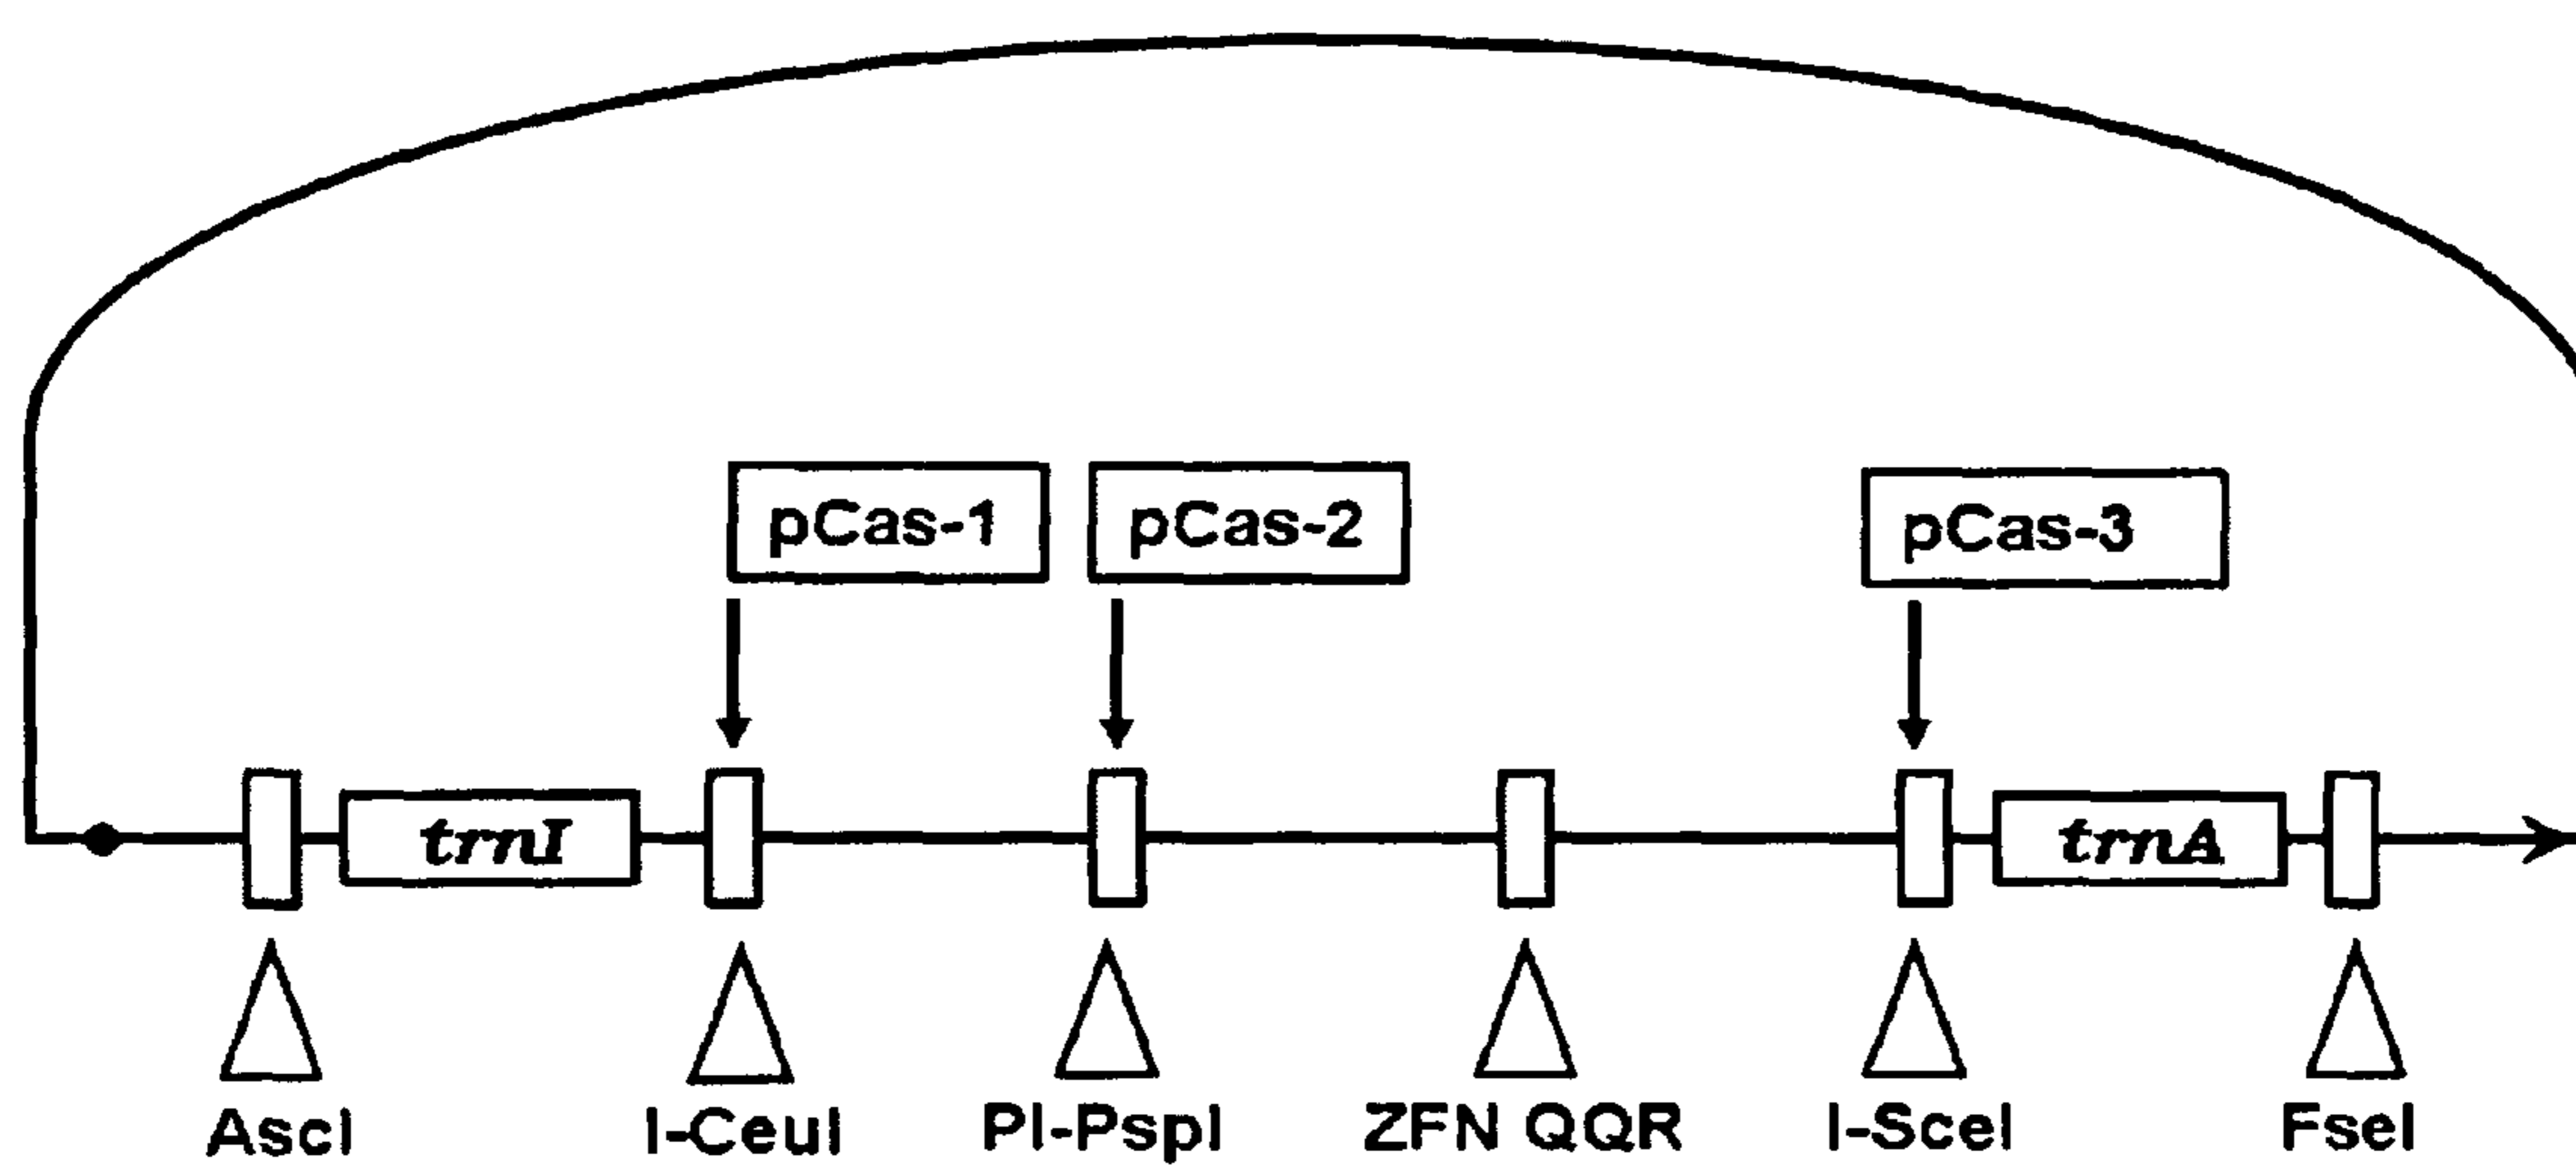 pCas-1 pCas-2 pCas-3
trnI trnA
AscI I-CeuI PI-PspI ZFN QQR I-SceI FseI